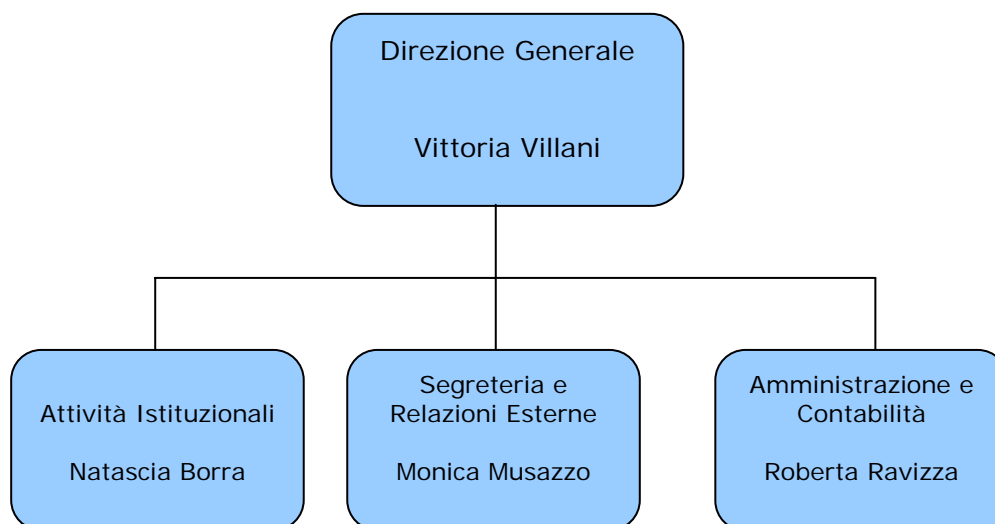 Direzione Generale
Vittoria Villani
Attività Istituzionali
Natascia Borra
Segreteria e
Relazioni Esterne
Monica Musazzo
Amministrazione e
Contabilità
Roberta Ravizza